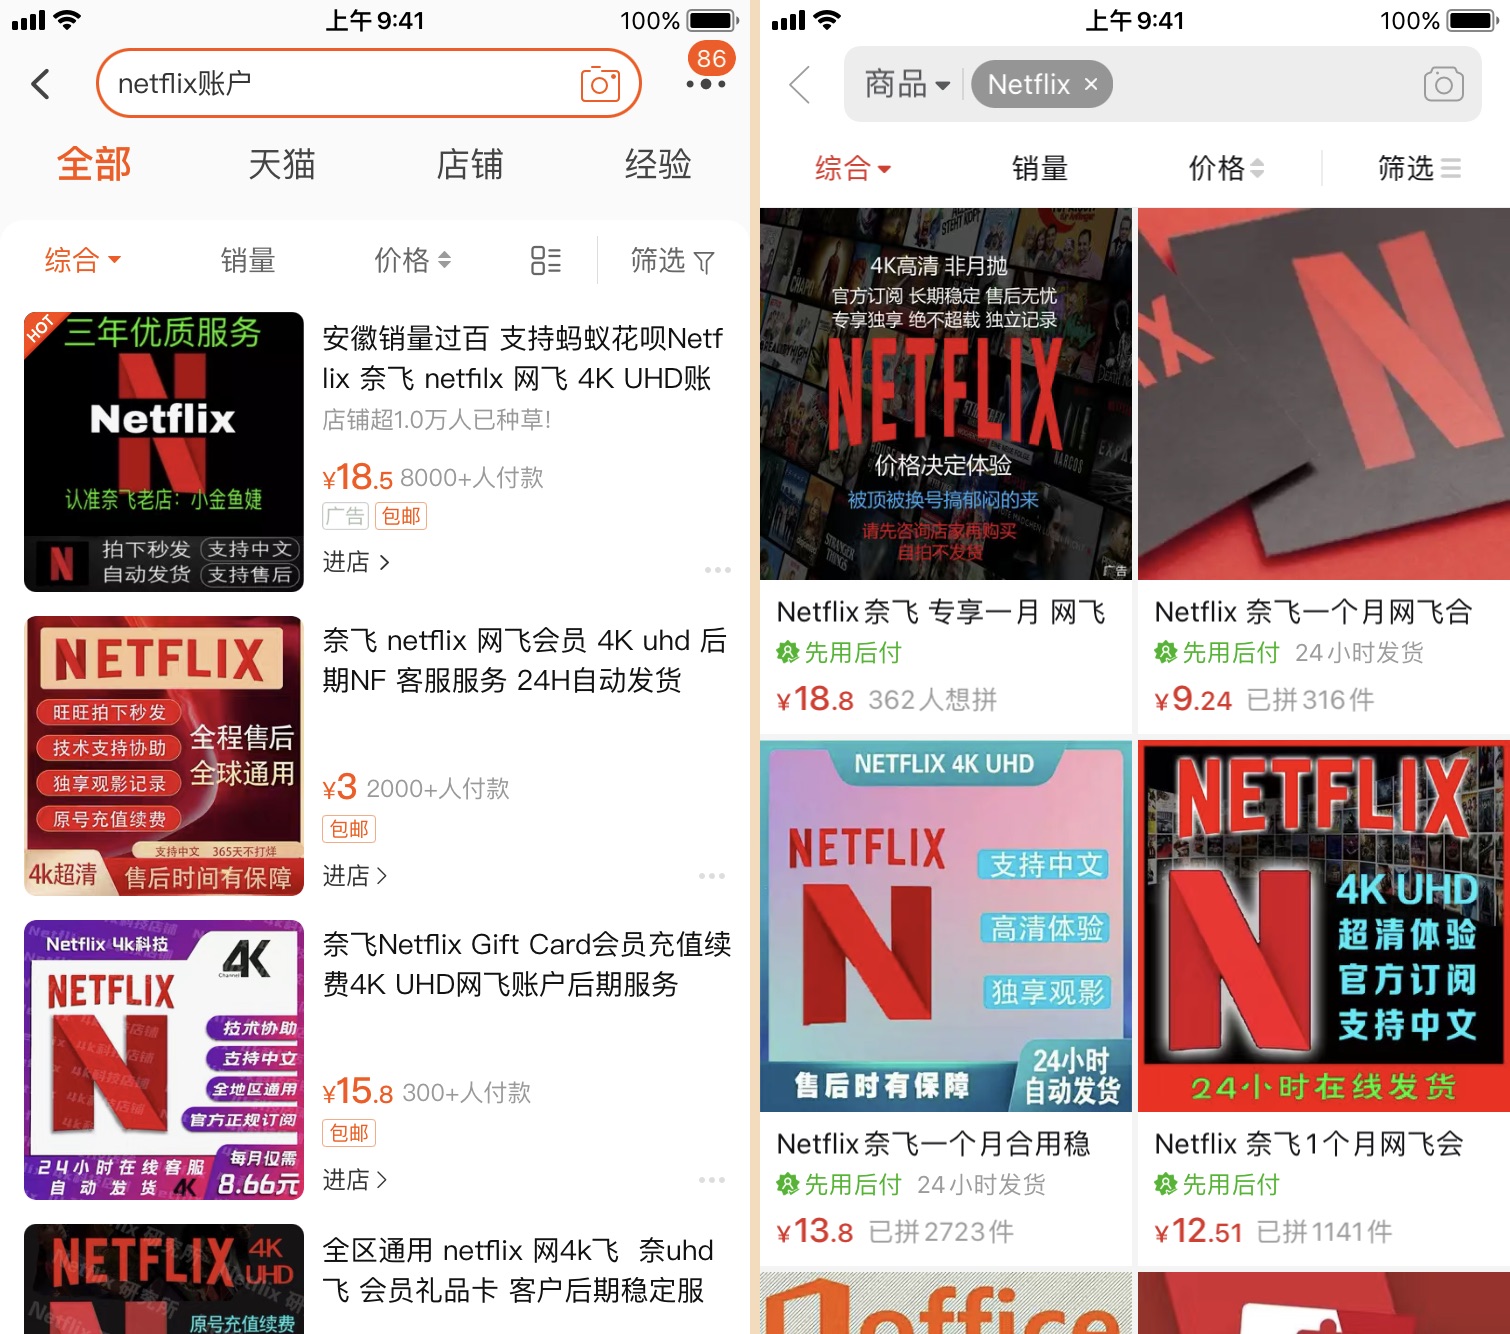 上午 9:41
100%
netflix账户
86
全部
天猫
店铺
经验
综合
销量
价格
筛选
HOT
三年优质服务
Netflix
认准奈飞老店：小金鱼婕
拍下秒发
支持中文
自动发货
支持售后
安徽销量过百 支持蚂蚁花呗Netf
lix 奈飞 netfilx 网飞 4K UHD账
店铺超1.0万人已种草!
¥18.5 8000+人付款
广告 包邮
进店
NETFLIX
旺旺拍下秒发
技术支持协助
独享观影记录
原号充值续费
全程售后
全球通用
支持中文 365天不打烊
4k超清
售后时间有保障
奈飞 netflix 网飞会员 4K uhd 后
期NF 客服服务 24H自动发货
¥3 2000+人付款
包邮
进店
Netflix 4k科技
4K
Channel
NETFLIX
技术协助
支持中文
全地区通用
官方正规订阅
24小时在线客服
自动发货 4K
每月仅需
8.66元
奈飞Netflix Gift Card会员充值续
费4K UHD网飞账户后期服务
¥15.8 300+人付款
包邮
进店
NETFLIX
4K
UHD
原号充值续费
全区通用 netflix 网4k飞 奈uhd
飞 会员礼品卡 客户后期稳定服
上午 9:41
100%
商品
Netflix ×
综合
销量
价格
筛选
4K高清 非月抛
官方订阅 长期稳定 售后无忧
专享独享 绝不超载 独立记录
NETFLIX
价格决定体验
被顶被换号搞郁闷的来
请先咨询店家再购买
自拍不发货
广告
Netflix奈飞 专享一月 网飞
先用后付
¥18.8 362人想拼
Netflix 奈飞一个月网飞合
先用后付 24小时发货
¥9.24 已拼316件
NETFLIX 4K UHD
NETFLIX
支持中文
高清体验
独享观影
售后时有保障
24小时
自动发货
Netflix奈飞一个月合用稳
先用后付 24小时发货
¥13.8 已拼2723件
NETFLIX
4K UHD
超清体验
官方订阅
支持中文
24小时在线发货
Netflix 奈飞1个月网飞会
先用后付
¥12.51 已拼1141件
office